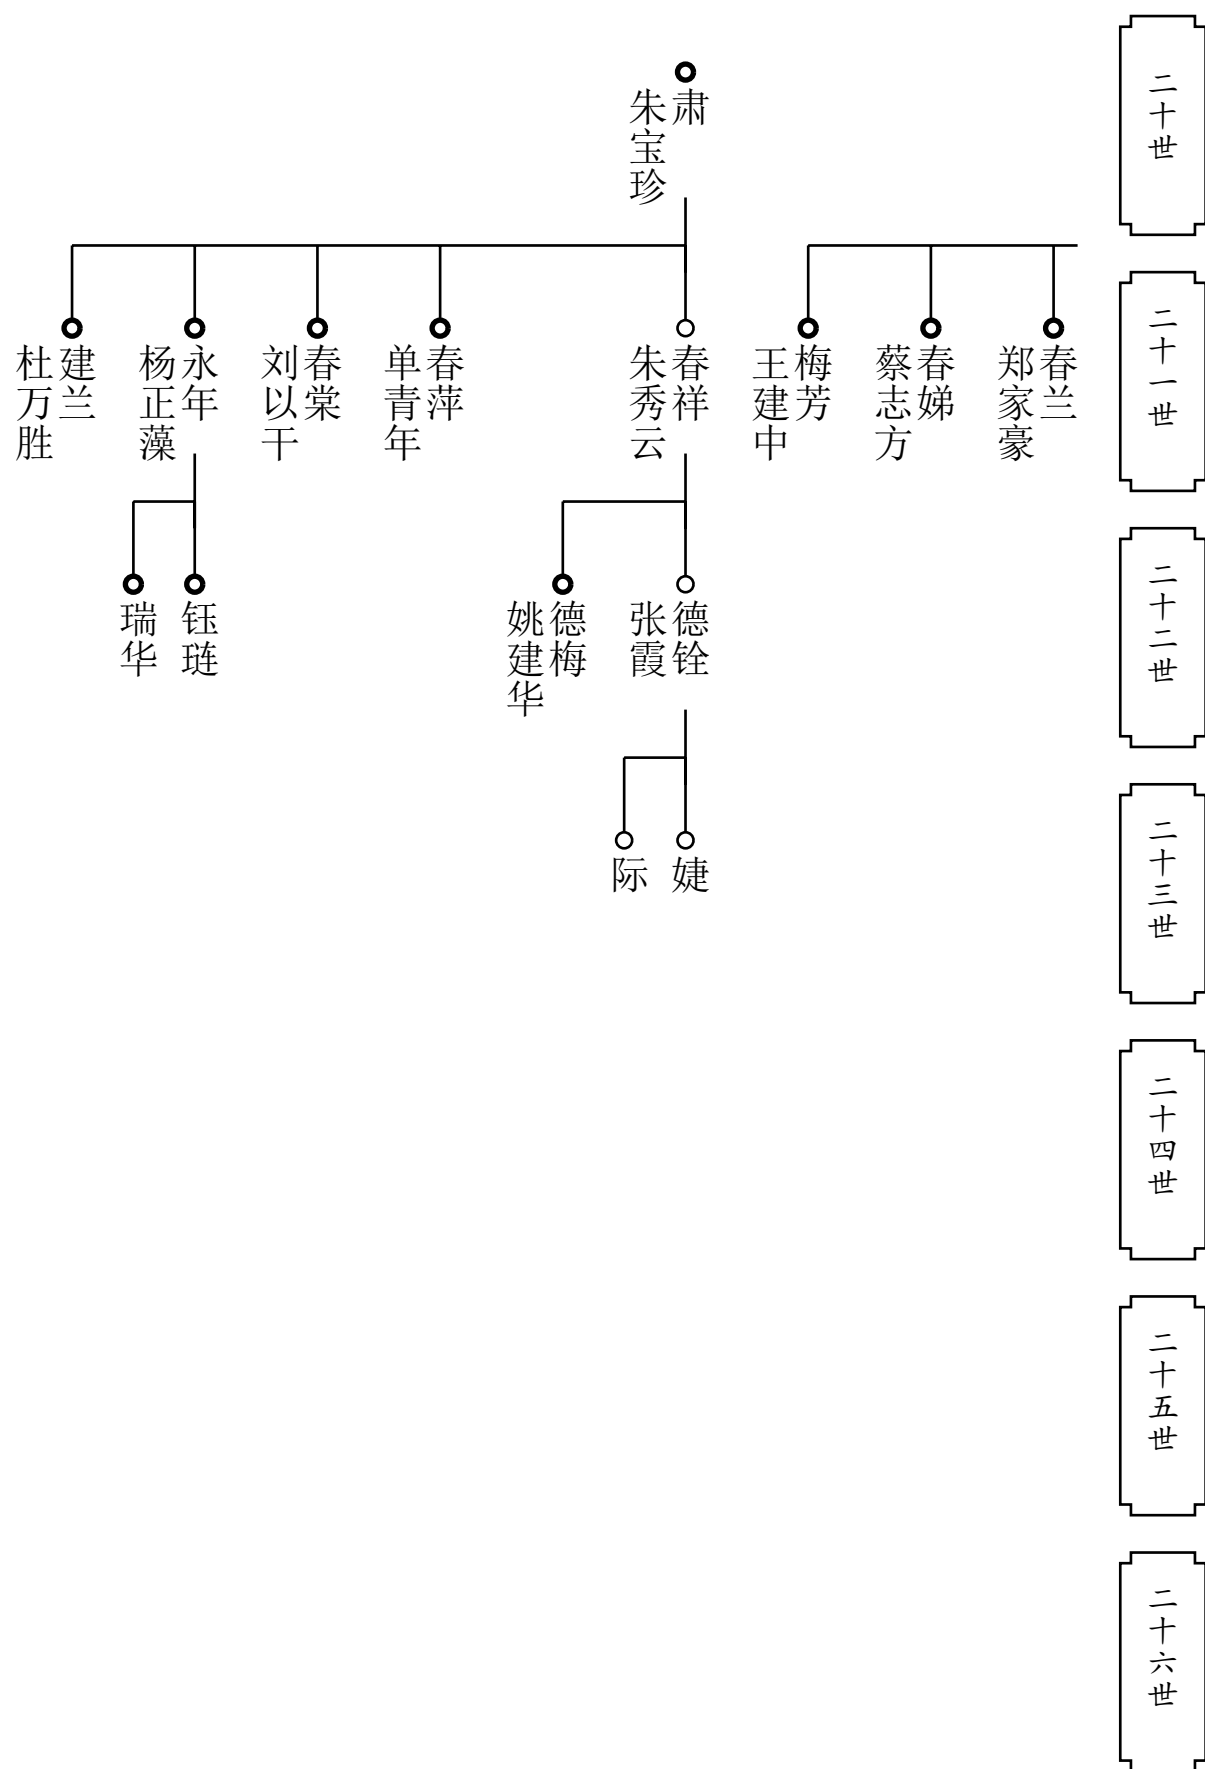 二十世
肃
朱宝珍
二十一世
春兰
郑家豪
春娣
蔡志方
梅芳
王建中
春祥
朱秀云
春萍
单青年
春棠
刘以干
永年
杨正藻
建兰
杜万胜
二十二世
德铨
张霞
德梅
姚建华
钰琏
瑞华
二十三世
婕
际
二十四世
二十五世
二十六世